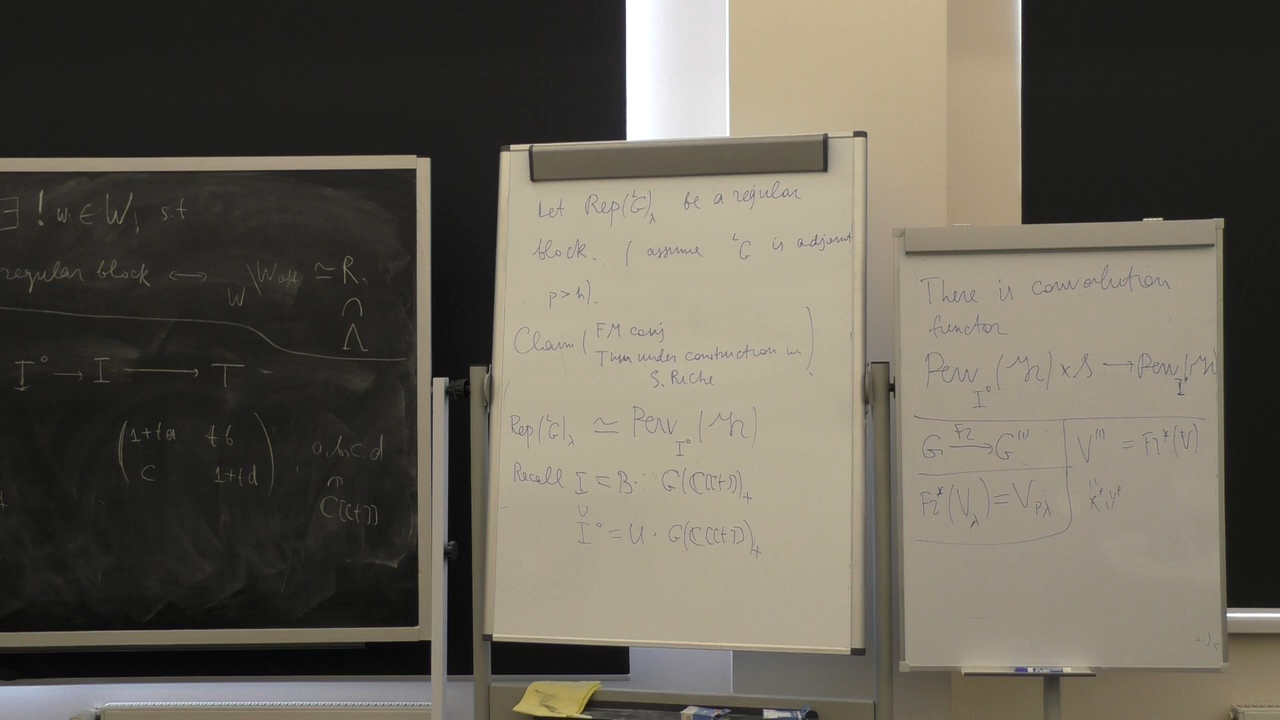 ∃! w ∈ W, s.t
regular block ⟷ W\W_aff ≃ R.
∩
Λ
I° → I ⟶ T
(1+ta tb
c 1+td) a,b,c,d
∩
C[[t]]
Let Rep(ᴸG)_λ be a regular
block. (assume ᴸG is adjoint
p>h).
Claim (FM conj
Thm under construction
S. Riche)
Rep(ᴸG)_λ ≃ Perv_I°(Gr)
Recall I = B · G(C[[t]])₊
∪
I° = U · G(C[[t]])₊
There is convolution
functor
Perv_I°(Gr) × S → Perv_I°(Gr)
G —Fr→ G⁽¹⁾ V⁽¹⁾ = Fr*(V)
Fr*(V_λ) = V_pλ xᵖ, yᵖ